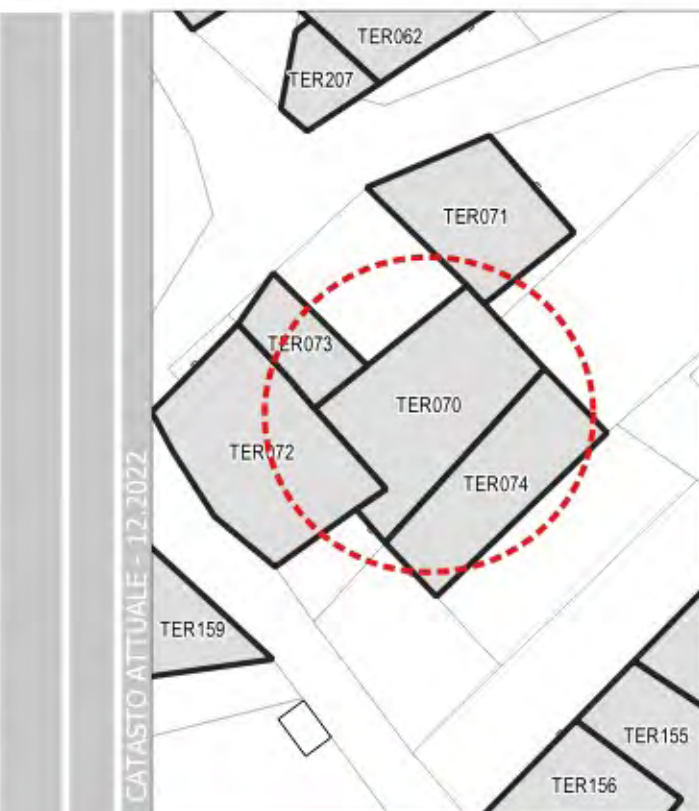 TER062
TER207
TER071
TER073
TER070
TER072
TER074
TER159
TER155
TER156
CATASTO ATTUALE - 12.2022